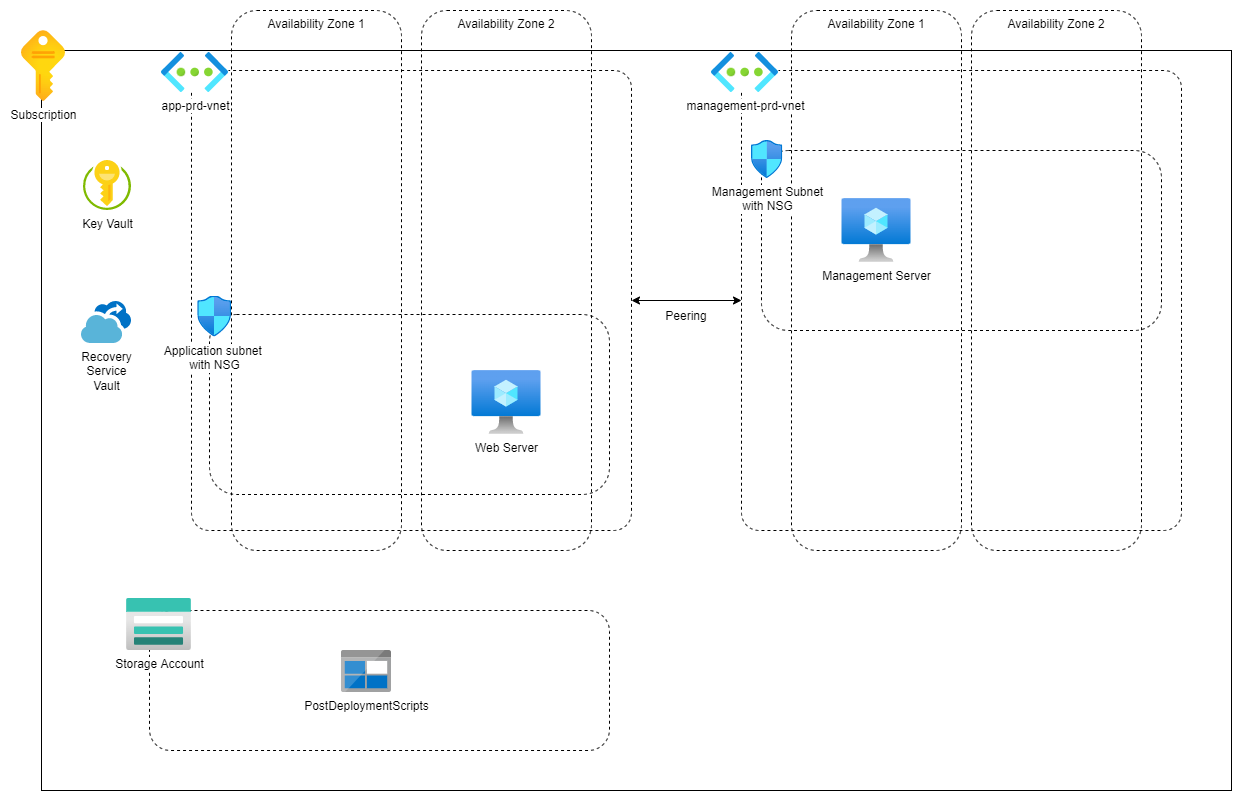 Availability Zone 1
Availability Zone 2
Availability Zone 1
Availability Zone 2
Subscription
app-prd-vnet
management-prd-vnet
Key Vault
Management Subnet
with NSG
Management Server
Peering
Recovery
Service
Vault
Application subnet
with NSG
Web Server
Storage Account
PostDeploymentScripts